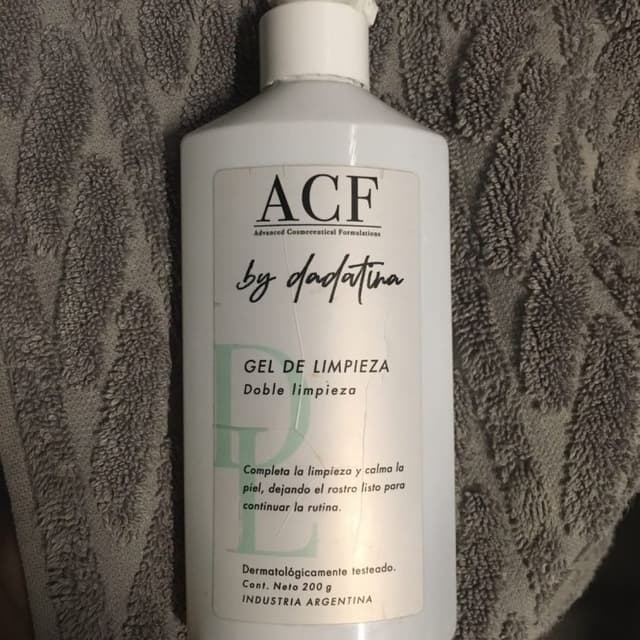 ACF
Advanced Cosmeceutical Formulations
by dadatina
DL
GEL DE LIMPIEZA
Doble limpieza
Completa la limpieza y calma la
piel, dejando el rostro listo para
continuar la rutina.
Dermatológicamente testeado.
Cont. Neto 200 g
INDUSTRIA ARGENTINA